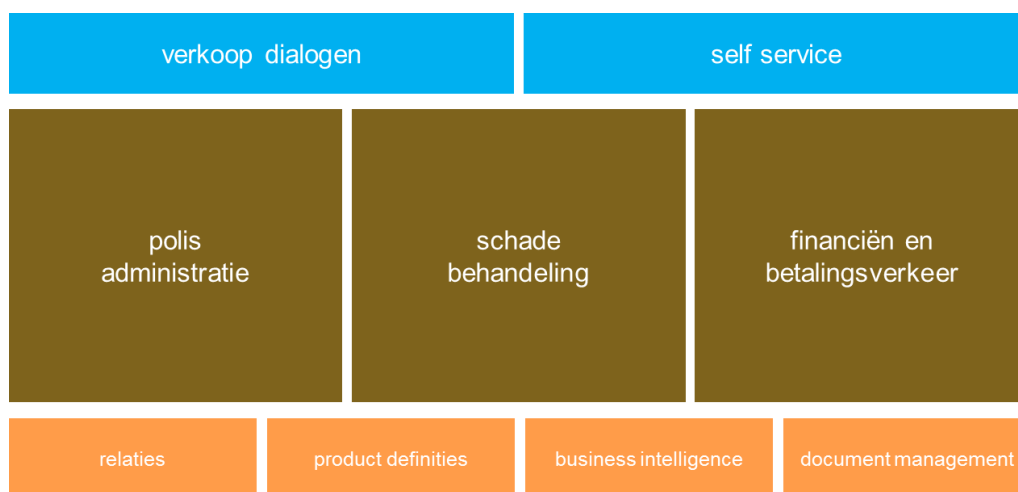 verkoop dialogen
self service
polis
administratie
schade
behandeling
financiën en
betalingsverkeer
relaties
product definities
business intelligence
document management